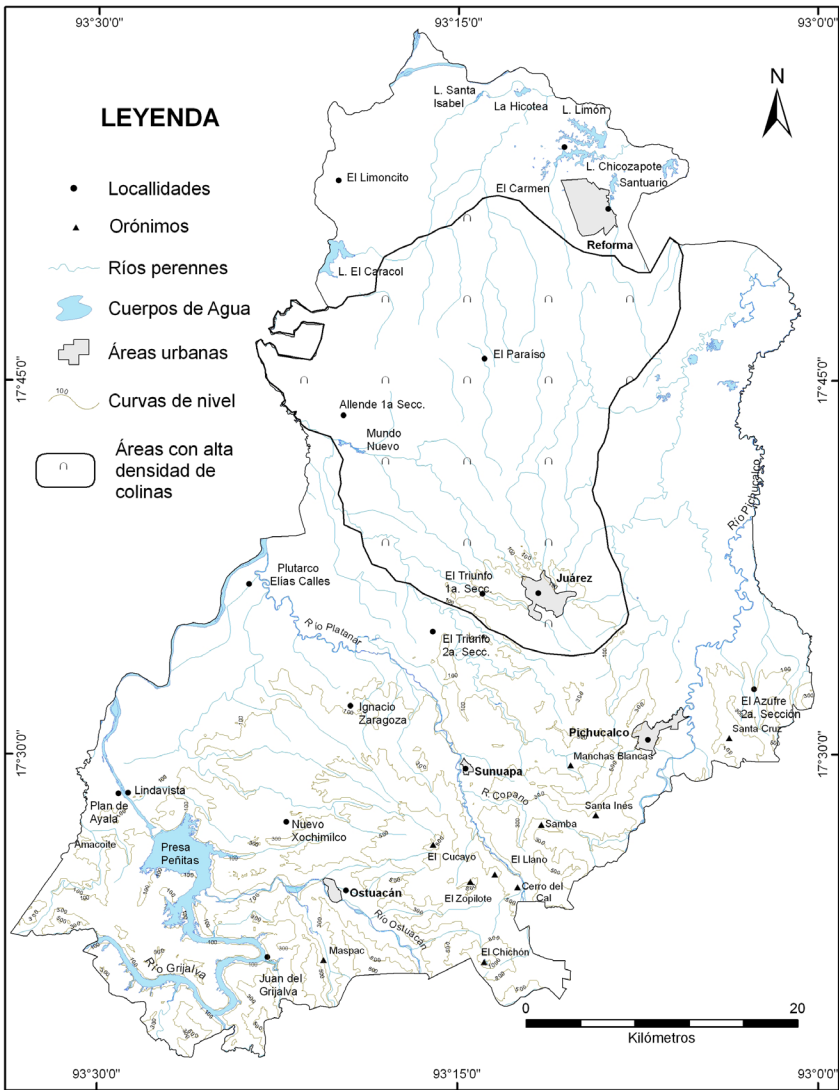 93°30'0"
93°15'0"
93°0'0"
N
LEYENDA
Locallidades
Orónimos
Ríos perennes
Cuerpos de Agua
Áreas urbanas
100
Curvas de nivel
Áreas con alta
densidad de
colinas
L. Santa
Isabel
La Hicotea
L. Limón
L. Chicozapote
El Limoncito
El Carmen
Santuario
Reforma
L. El Caracol
El Paraíso
17°45'0"
17°45'0"
Allende 1a Secc.
Mundo
Nuevo
Río Pichucalco
Plutarco
Elías Calles
El Triunfo
1a. Secc.
Juárez
Río Platanar
El Triunfo
2a. Secc.
Ignacio
Zaragoza
El Azufre
2a. Sección
Pichucalco
Santa Cruz
17°30'0"
17°30'0"
Manchas Blancas
Sunuapa
Lindavista
Plan de
Ayala
R. Copano
Santa Inés
Nuevo
Xochimilco
Samba
Amacoite
Presa
Peñitas
El Cucayo
El Llano
Ostuacán
El Zopilote
Cerro del
Cal
Río Ostuacán
Río Grijalva
Maspac
El Chichón
Juan del
Grijalva
0
20
Kilómetros
93°30'0"
93°15'0"
93°0'0"